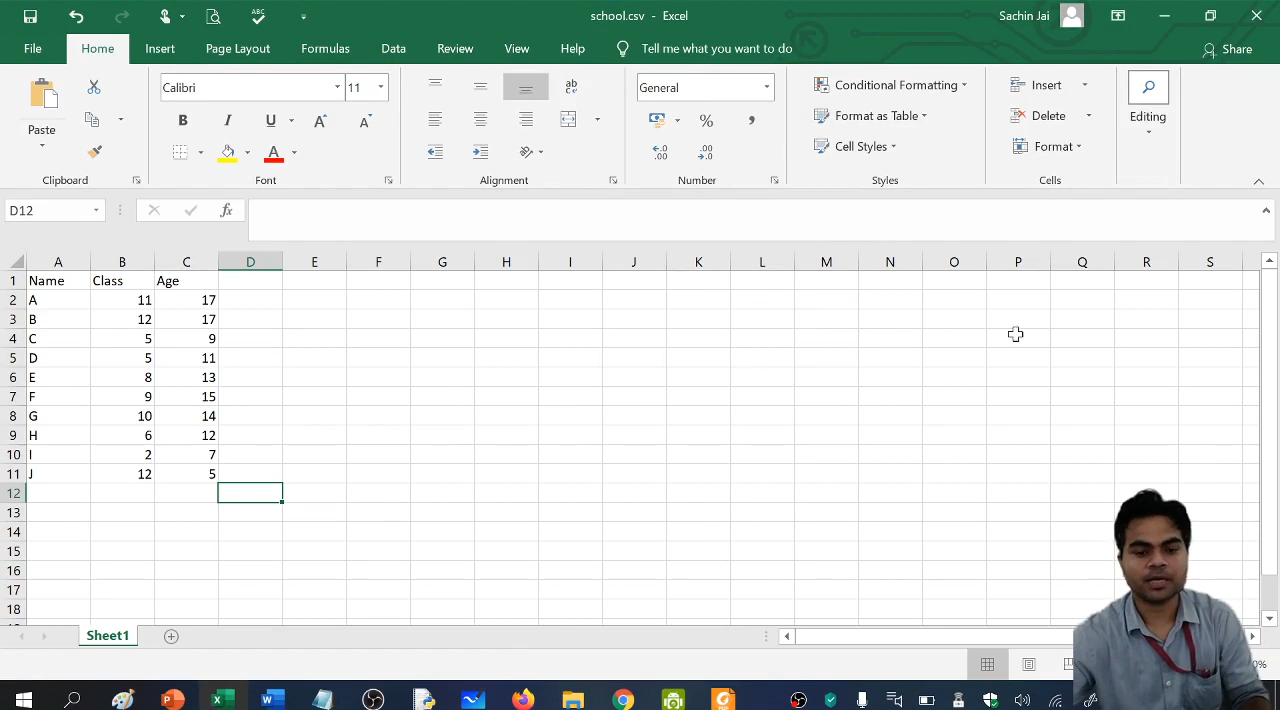 school.csv - Excel
Sachin Jai
File Home Insert Page Layout Formulas Data Review View Help Tell me what you want to do Share
Paste
Clipboard
Calibri 11
B I U A A
A
Font
ab
Alignment
General
% ,
.00 .00
Number
Conditional Formatting
Format as Table
Cell Styles
Styles
Insert
Delete
Format
Cells
Editing
D12 fx
A B C D E F G H I J K L M N O P Q R S
1 Name Class Age
2 A 11 17
3 B 12 17
4 C 5 9
5 D 5 11
6 E 8 13
7 F 9 15
8 G 10 14
9 H 6 12
10 I 2 7
11 J 12 5
12
13
14
15
16
17
18
Sheet1